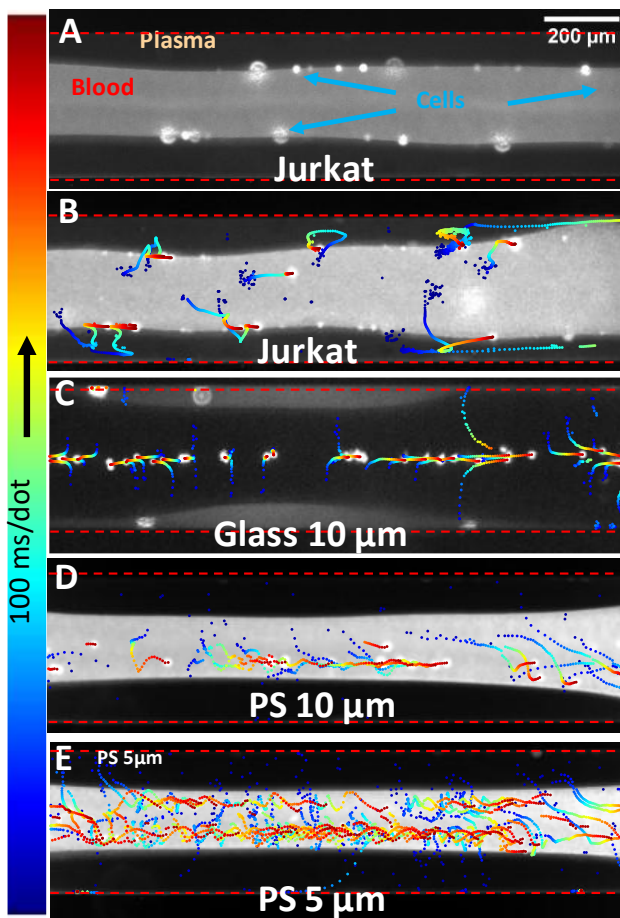 100 ms/dot
A
Plasma
200 µm
Blood
Cells
Jurkat
B
Jurkat
C
Glass 10 µm
D
PS 10 µm
E
PS 5µm
PS 5 µm